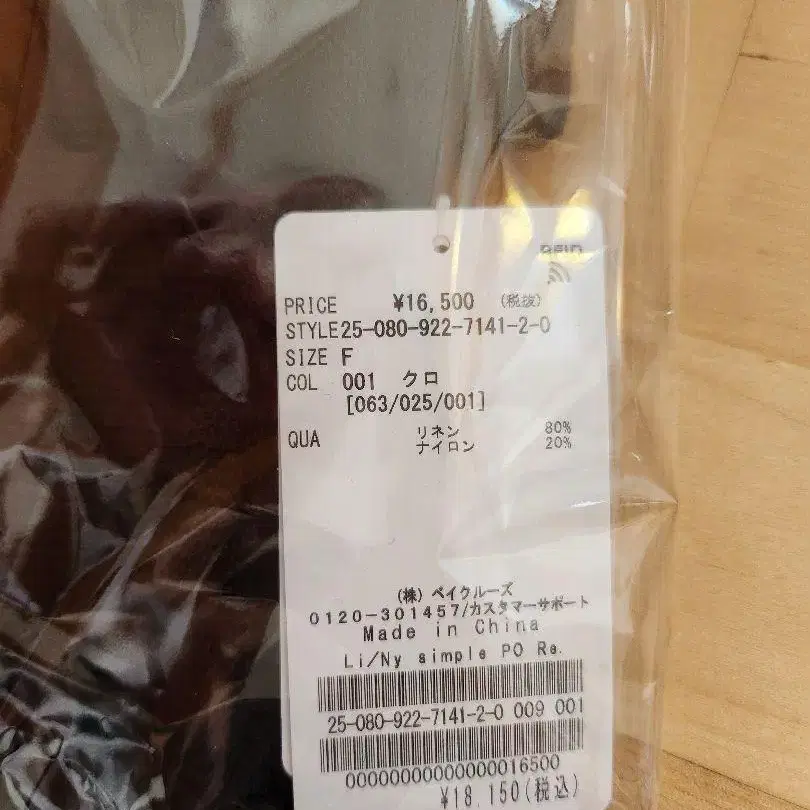 RFID
PRICE ¥16,500 (税抜)
STYLE25-080-922-7141-2-0
SIZE F
COL 001 クロ
[063/025/001]
QUA リネン 80%
ナイロン 20%
(株) ベイクルーズ
0120-301457/カスタマーサポート
Made in China
Li/Ny simple PO Re.
25-080-922-7141-2-0 009 001
00000000000000016500
¥18,150(税込)